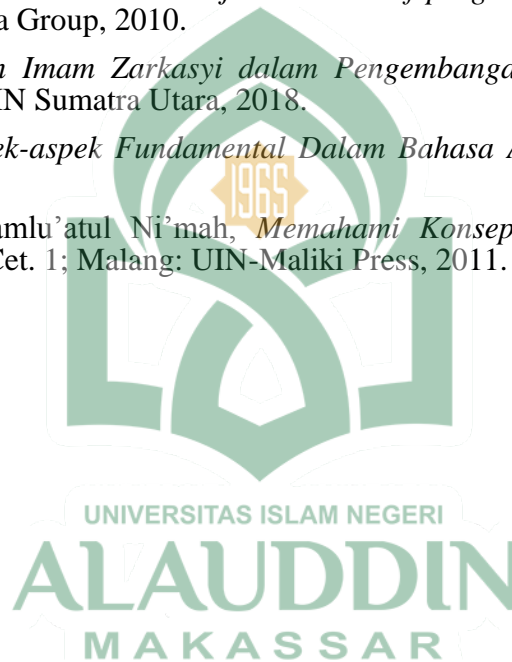 a Group, 2010.
n Imam Zarkasyi dalam Pengembanga
IN Sumatra Utara, 2018.
ek-aspek Fundamental Dalam Bahasa A
1965
amlu’atul Ni’mah, Memahami Konsep
Cet. 1; Malang: UIN-Maliki Press, 2011.
UNIVERSITAS ISLAM NEGERI
ALAUDDIN
MAKASSAR